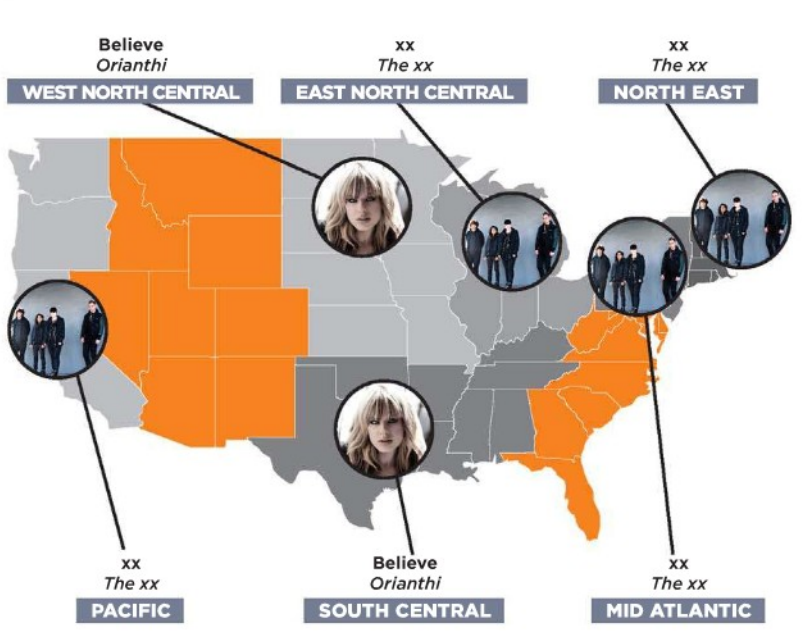 Believe
Orianthi
WEST NORTH CENTRAL
xx
The xx
EAST NORTH CENTRAL
xx
The xx
NORTH EAST
xx
The xx
PACIFIC
Believe
Orianthi
SOUTH CENTRAL
xx
The xx
MID ATLANTIC